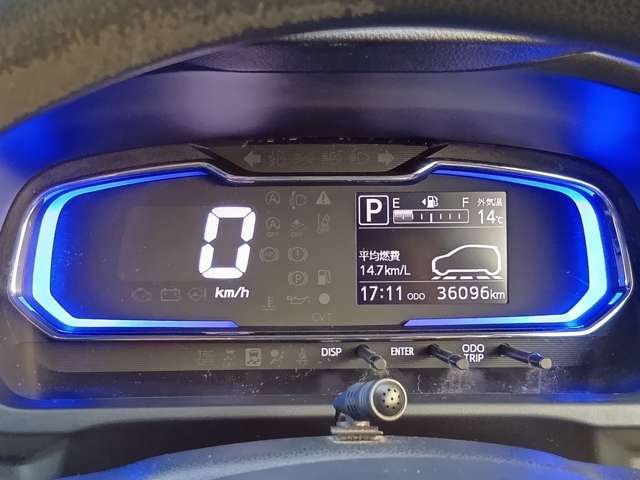 0
km/h
P
E
F
外気温
14℃
平均燃費
14.7km/L
17:11 ODO 36096km
CVT
DISP
ENTER
ODO
TRIP